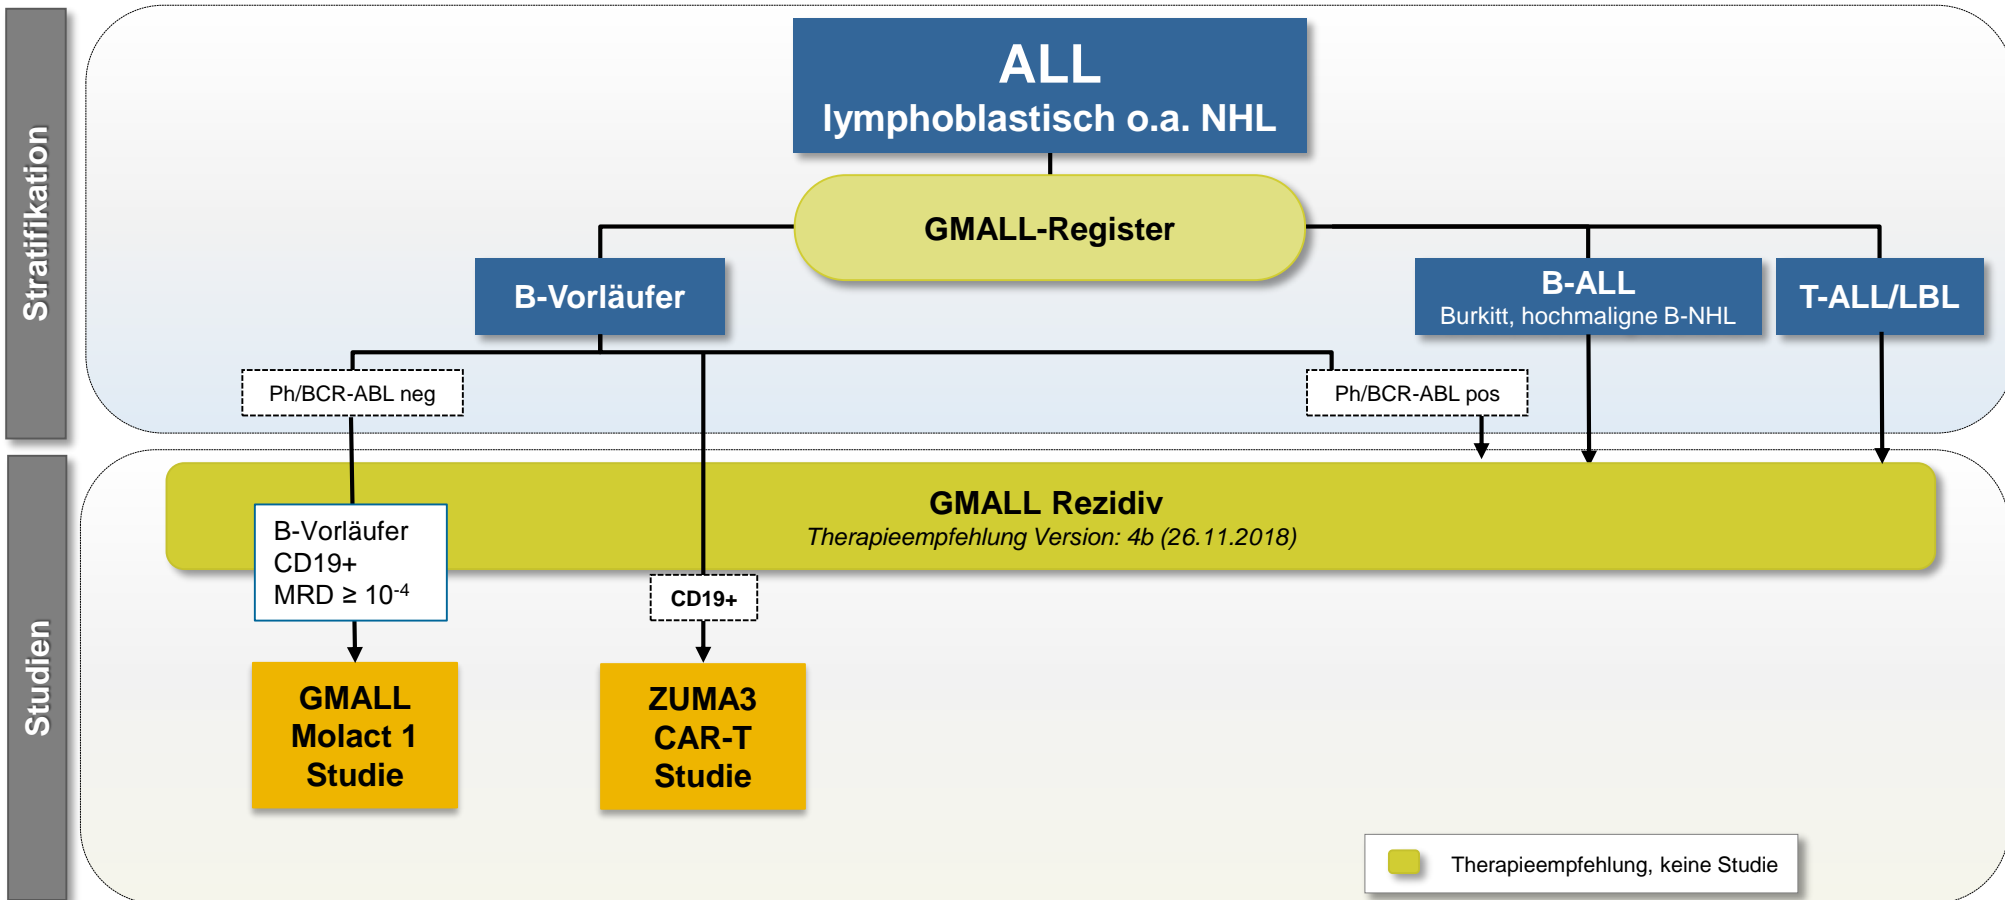 Stratifikation
ALL
lymphoblastisch o.a. NHL
GMALL-Register
B-Vorläufer
B-ALL
Burkitt, hochmaligne B-NHL
T-ALL/LBL
Ph/BCR-ABL neg
Ph/BCR-ABL pos
Studien
GMALL Rezidiv
Therapieempfehlung Version: 4b (26.11.2018)
B-Vorläufer
CD19+
MRD ≥ 10⁻⁴
CD19+
GMALL
Molact 1
Studie
ZUMA3
CAR-T
Studie
Therapieempfehlung, keine Studie